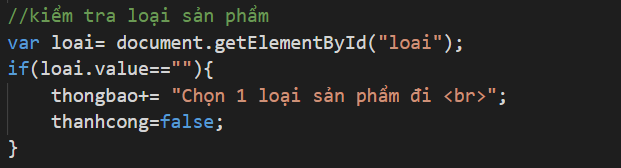 //kiểm tra loại sản phẩm
var loai= document.getElementById("loai");
if(loai.value==""){
    thongbao+= "Chọn 1 loại sản phẩm đi <br>";
    thanhcong=false;
}